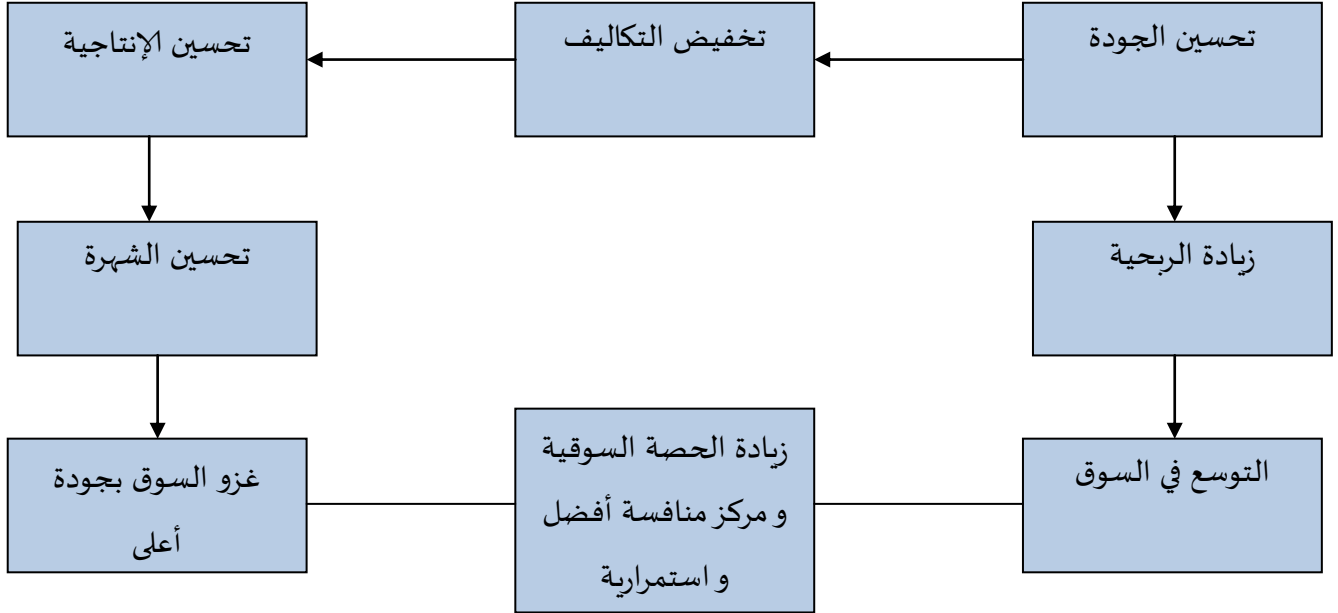 تحسين الجودة
تخفيض التكاليف
تحسين الإنتاجية
زيادة الربحية
تحسين الشهرة
التوسع في السوق
زيادة الحصة السوقية
و مركز منافسة أفضل
و استمرارية
غزو السوق بجودة
أعلى